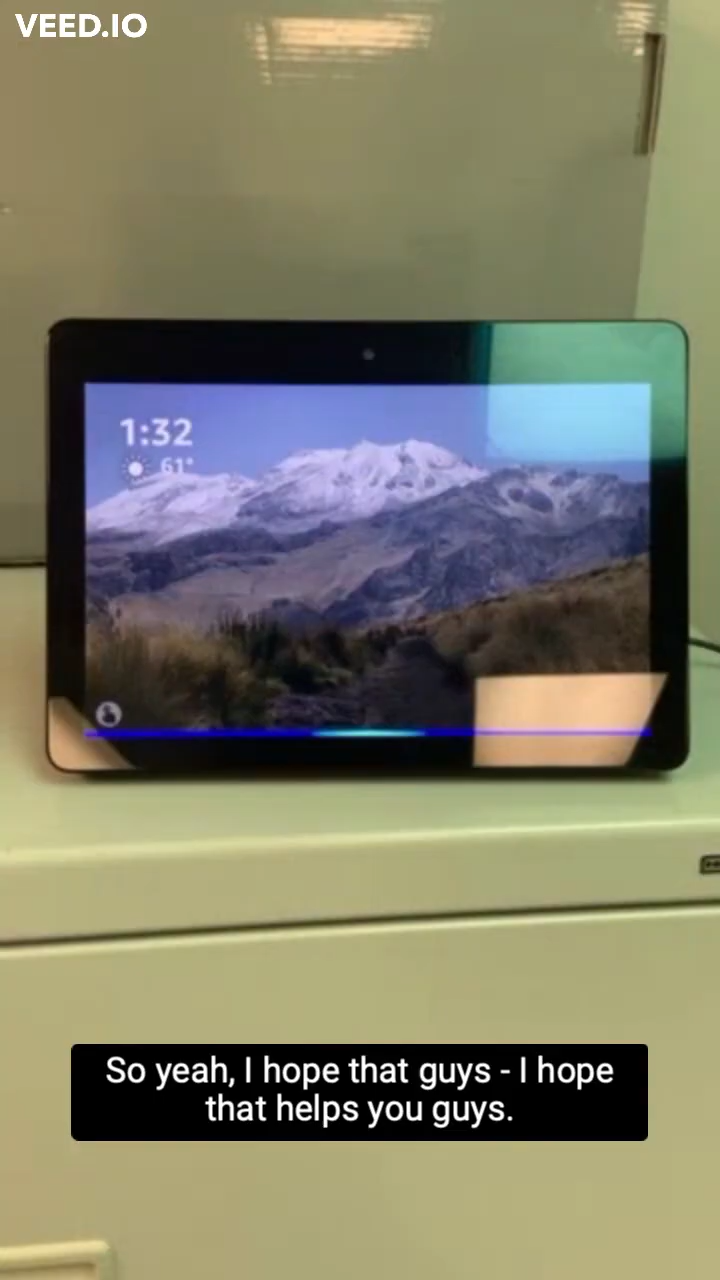 VEED.IO
1:32
61°
So yeah, I hope that guys - I hope
that helps you guys.